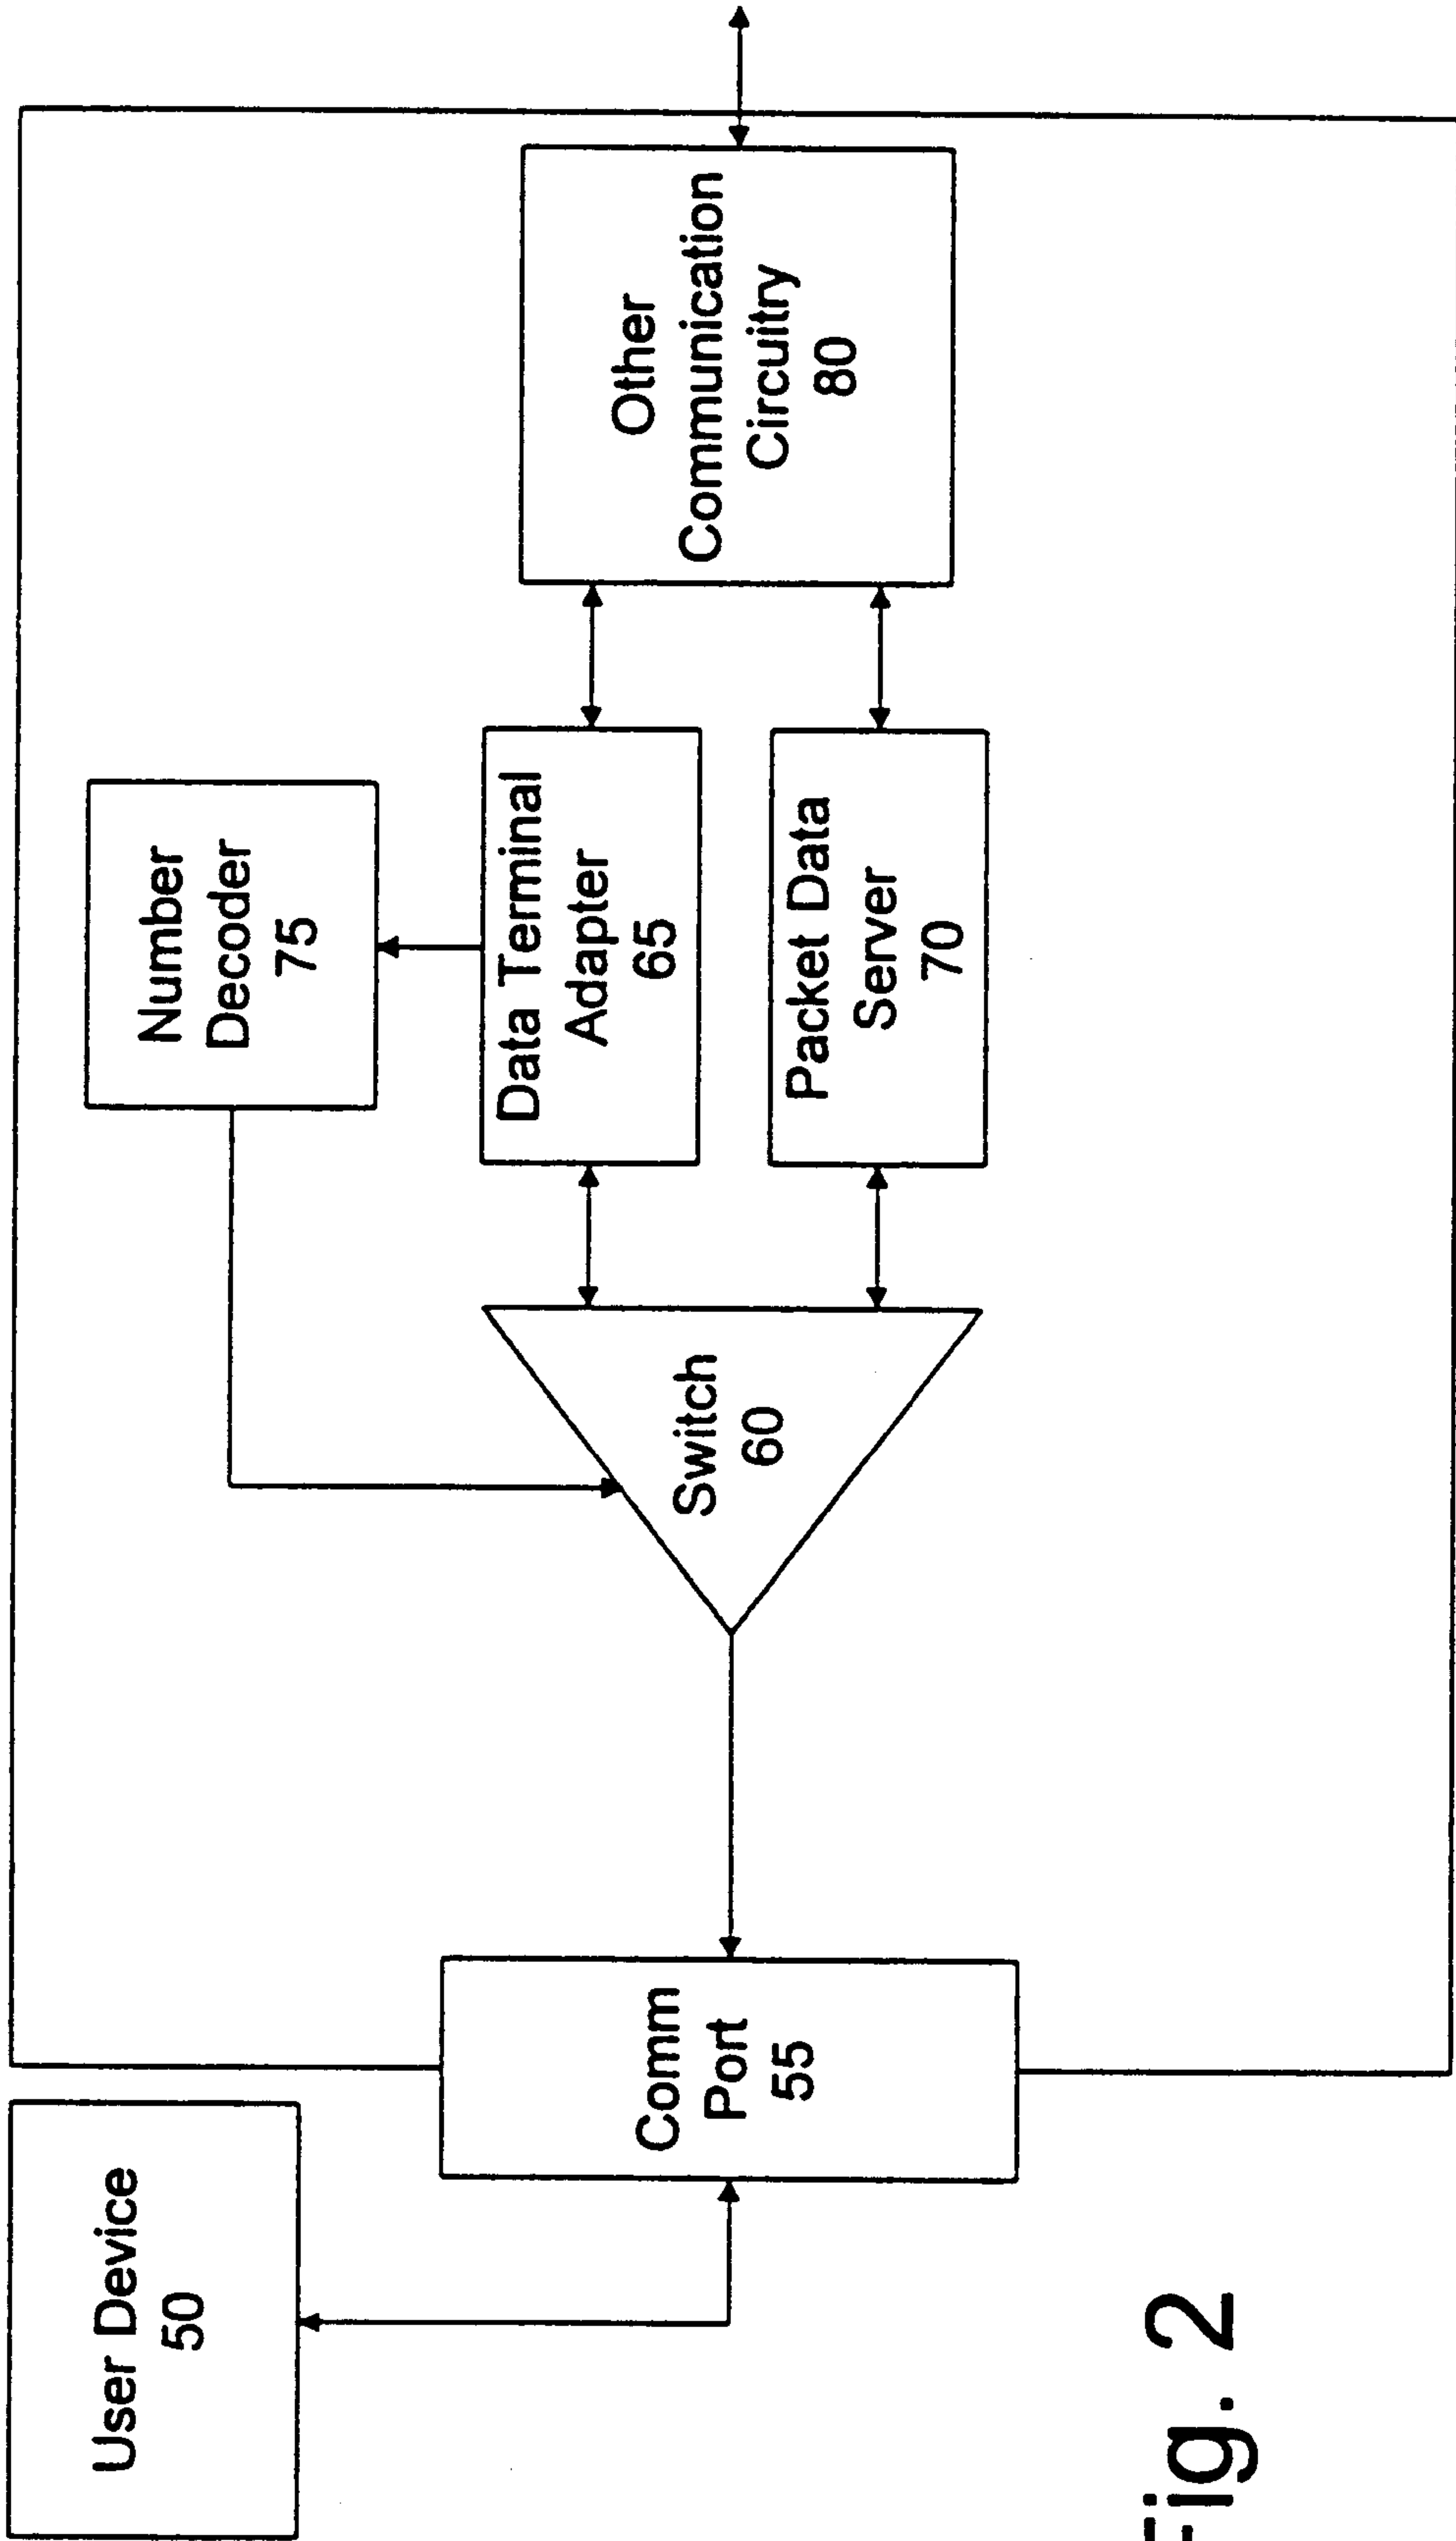 User Device
50
Comm
Port
55
Switch
60
Number
Decoder
75
Data Terminal
Adapter
65
Packet Data
Server
70
Other
Communication
Circuitry
80
Fig. 2